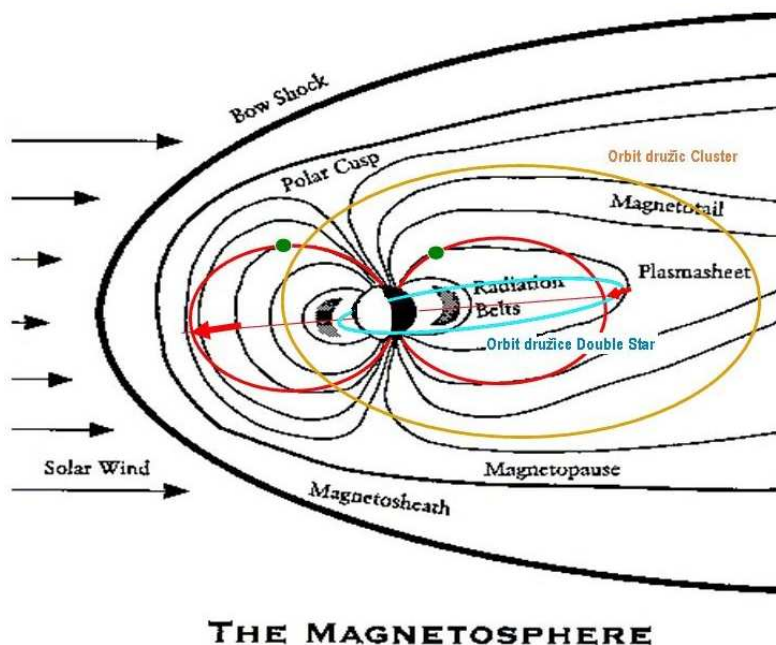 Bow Shock
Polar Cusp
Orbit družic Cluster
Magnetotail
Plasmasheet
Radiation
Belts
Orbit družice Double Star
Solar Wind
Magnetopause
Magnetosheath
THE MAGNETOSPHERE